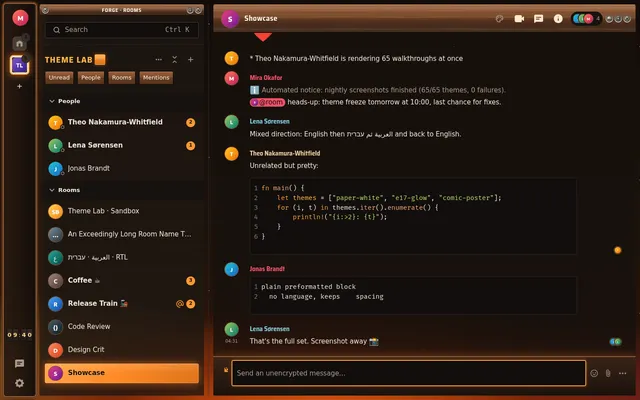 FORGE · ROOMS
M
Search
Ctrl K
TL
+
THEME LAB
Unread
People
Rooms
Mentions
People
T
Theo Nakamura-Whitfield
2
L
Lena Sørensen
1
J
Jonas Brandt
Rooms
Theme Lab · Sandbox
... An Exceedingly Long Room Name T...
العربية · עברית · RTL
C
Coffee ☕
3
R
Release Train 🚂
@ 2
{} Code Review
D
Design Crit
S
Showcase
09:40
S
Showcase
4
T
* Theo Nakamura-Whitfield is rendering 65 walkthroughs at once
M
Mira Okafor
ℹ️ Automated notice: nightly screenshots finished (65/65 themes, 0 failures).
@room heads-up: theme freeze tomorrow at 10:00, last chance for fixes.
L
Lena Sørensen
Mixed direction: English then العربية ثم עברית and back to English.
T
Theo Nakamura-Whitfield
Unrelated but pretty:
1 fn main() {
2     let themes = ["paper-white", "e17-glow", "comic-poster"];
3     for (i, t) in themes.iter().enumerate() {
4         println!("{i:>2}: {t}");
5     }
6 }
J
Jonas Brandt
1 plain preformatted block
2   no language, keeps    spacing
L
Lena Sørensen
04:31
That's the full set. Screenshot away 📸
Send an unencrypted message...